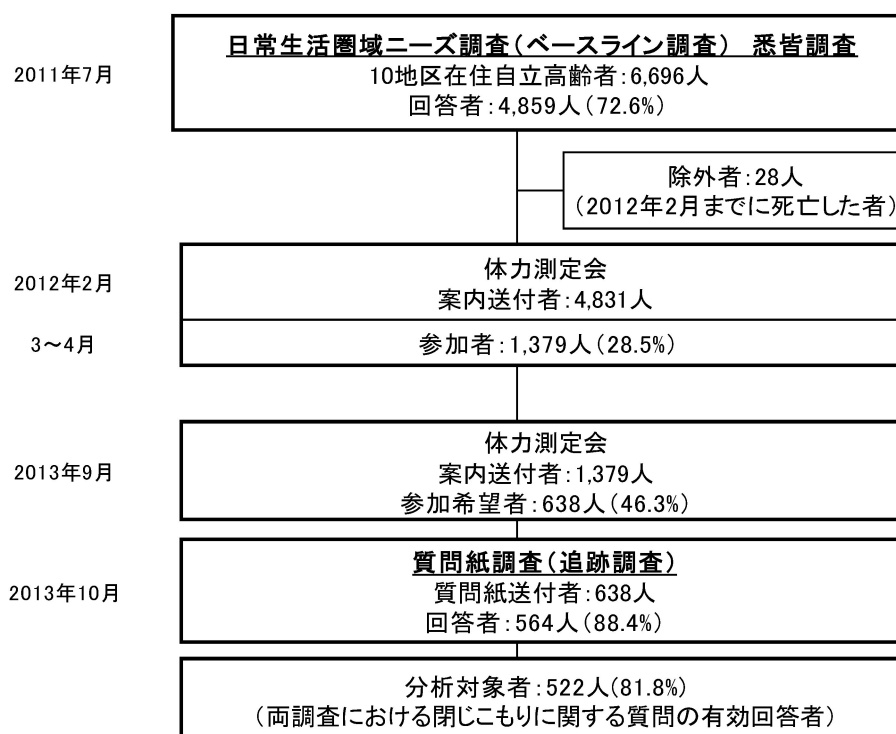 日常生活圏域ニーズ調査（ベースライン調査）　悉皆調査
2011年7月
10地区在住自立高齢者：6,696人
回答者：4,859人（72.6%）
除外者：28人
（2012年2月までに死亡した者）
体力測定会
2012年2月
案内送付者：4,831人
3～4月
参加者：1,379人（28.5%）
体力測定会
2013年9月
案内送付者：1,379人
参加希望者：638人（46.3%）
質問紙調査（追跡調査）
2013年10月
質問紙送付者：638人
回答者：564人（88.4%）
分析対象者：522人(81.8%)
（両調査における閉じこもりに関する質問の有効回答者）